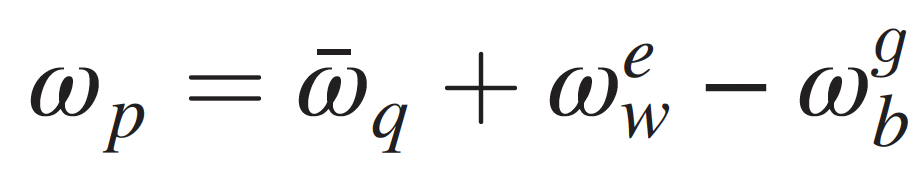 𝝎_p = 𝝎̄_q + 𝝎_w^e − 𝝎_b^g